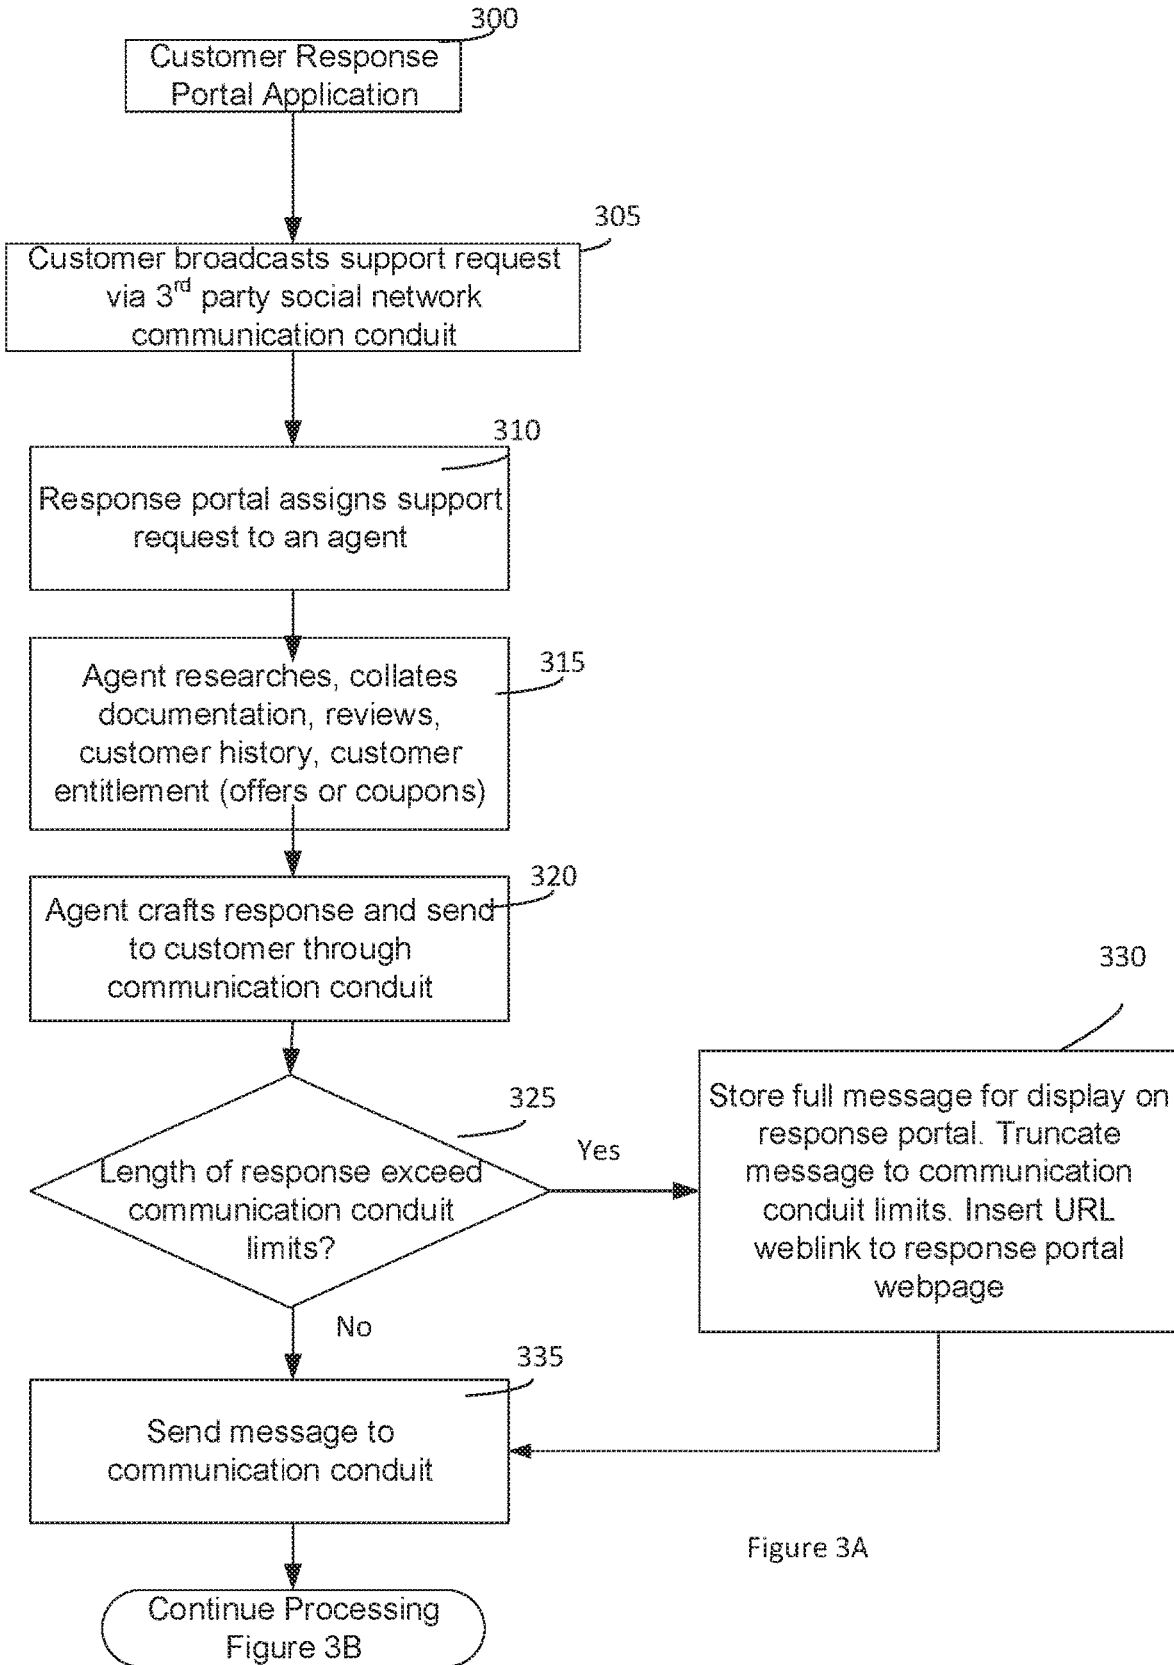 300
Customer Response
Portal Application
305
Customer broadcasts support request
via 3rd party social network
communication conduit
310
Response portal assigns support
request to an agent
315
Agent researches, collates
documentation, reviews,
customer history, customer
entitlement (offers or coupons)
320
Agent crafts response and send
to customer through
communication conduit
325
Length of response exceed
communication conduit
limits?
Yes
330
Store full message for display on
response portal. Truncate
message to communication
conduit limits. Insert URL
weblink to response portal
webpage
No
335
Send message to
communication conduit
Figure 3A
Continue Processing
Figure 3B